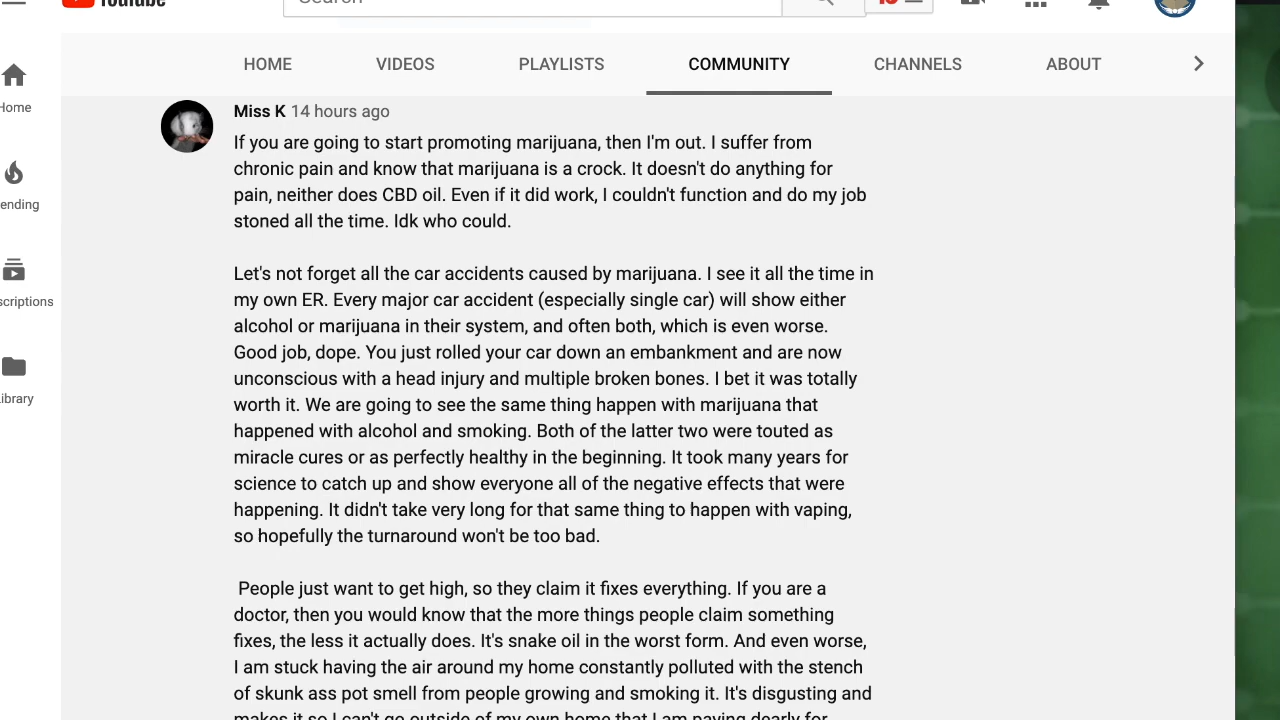 YouTube
Search
HOME VIDEOS PLAYLISTS COMMUNITY CHANNELS ABOUT
Home
ending
scriptions
ibrary
Miss K 14 hours ago
If you are going to start promoting marijuana, then I'm out. I suffer from
chronic pain and know that marijuana is a crock. It doesn't do anything for
pain, neither does CBD oil. Even if it did work, I couldn't function and do my job
stoned all the time. Idk who could.
Let's not forget all the car accidents caused by marijuana. I see it all the time in
my own ER. Every major car accident (especially single car) will show either
alcohol or marijuana in their system, and often both, which is even worse.
Good job, dope. You just rolled your car down an embankment and are now
unconscious with a head injury and multiple broken bones. I bet it was totally
worth it. We are going to see the same thing happen with marijuana that
happened with alcohol and smoking. Both of the latter two were touted as
miracle cures or as perfectly healthy in the beginning. It took many years for
science to catch up and show everyone all of the negative effects that were
happening. It didn't take very long for that same thing to happen with vaping,
so hopefully the turnaround won't be too bad.
People just want to get high, so they claim it fixes everything. If you are a
doctor, then you would know that the more things people claim something
fixes, the less it actually does. It's snake oil in the worst form. And even worse,
I am stuck having the air around my home constantly polluted with the stench
of skunk ass pot smell from people growing and smoking it. It's disgusting and
makes it so I can't go outside of my own home that I am paying dearly for